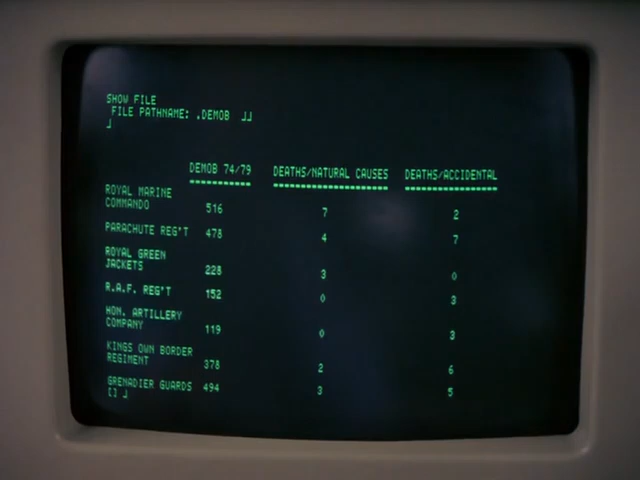 SHOW FILE
FILE PATHNAME: .DEMOB
DEMOB 74/79 DEATHS/NATURAL CAUSES DEATHS/ACCIDENTAL
ROYAL MARINE
COMMANDO 516 7 2
PARACHUTE REG'T 478 4 7
ROYAL GREEN
JACKETS 228 3 0
R.A.F. REG'T 152 0 3
HON. ARTILLERY
COMPANY 119 0 3
KINGS OWN BORDER
REGIMENT 378 2 6
GRENADIER GUARDS 494 3 5